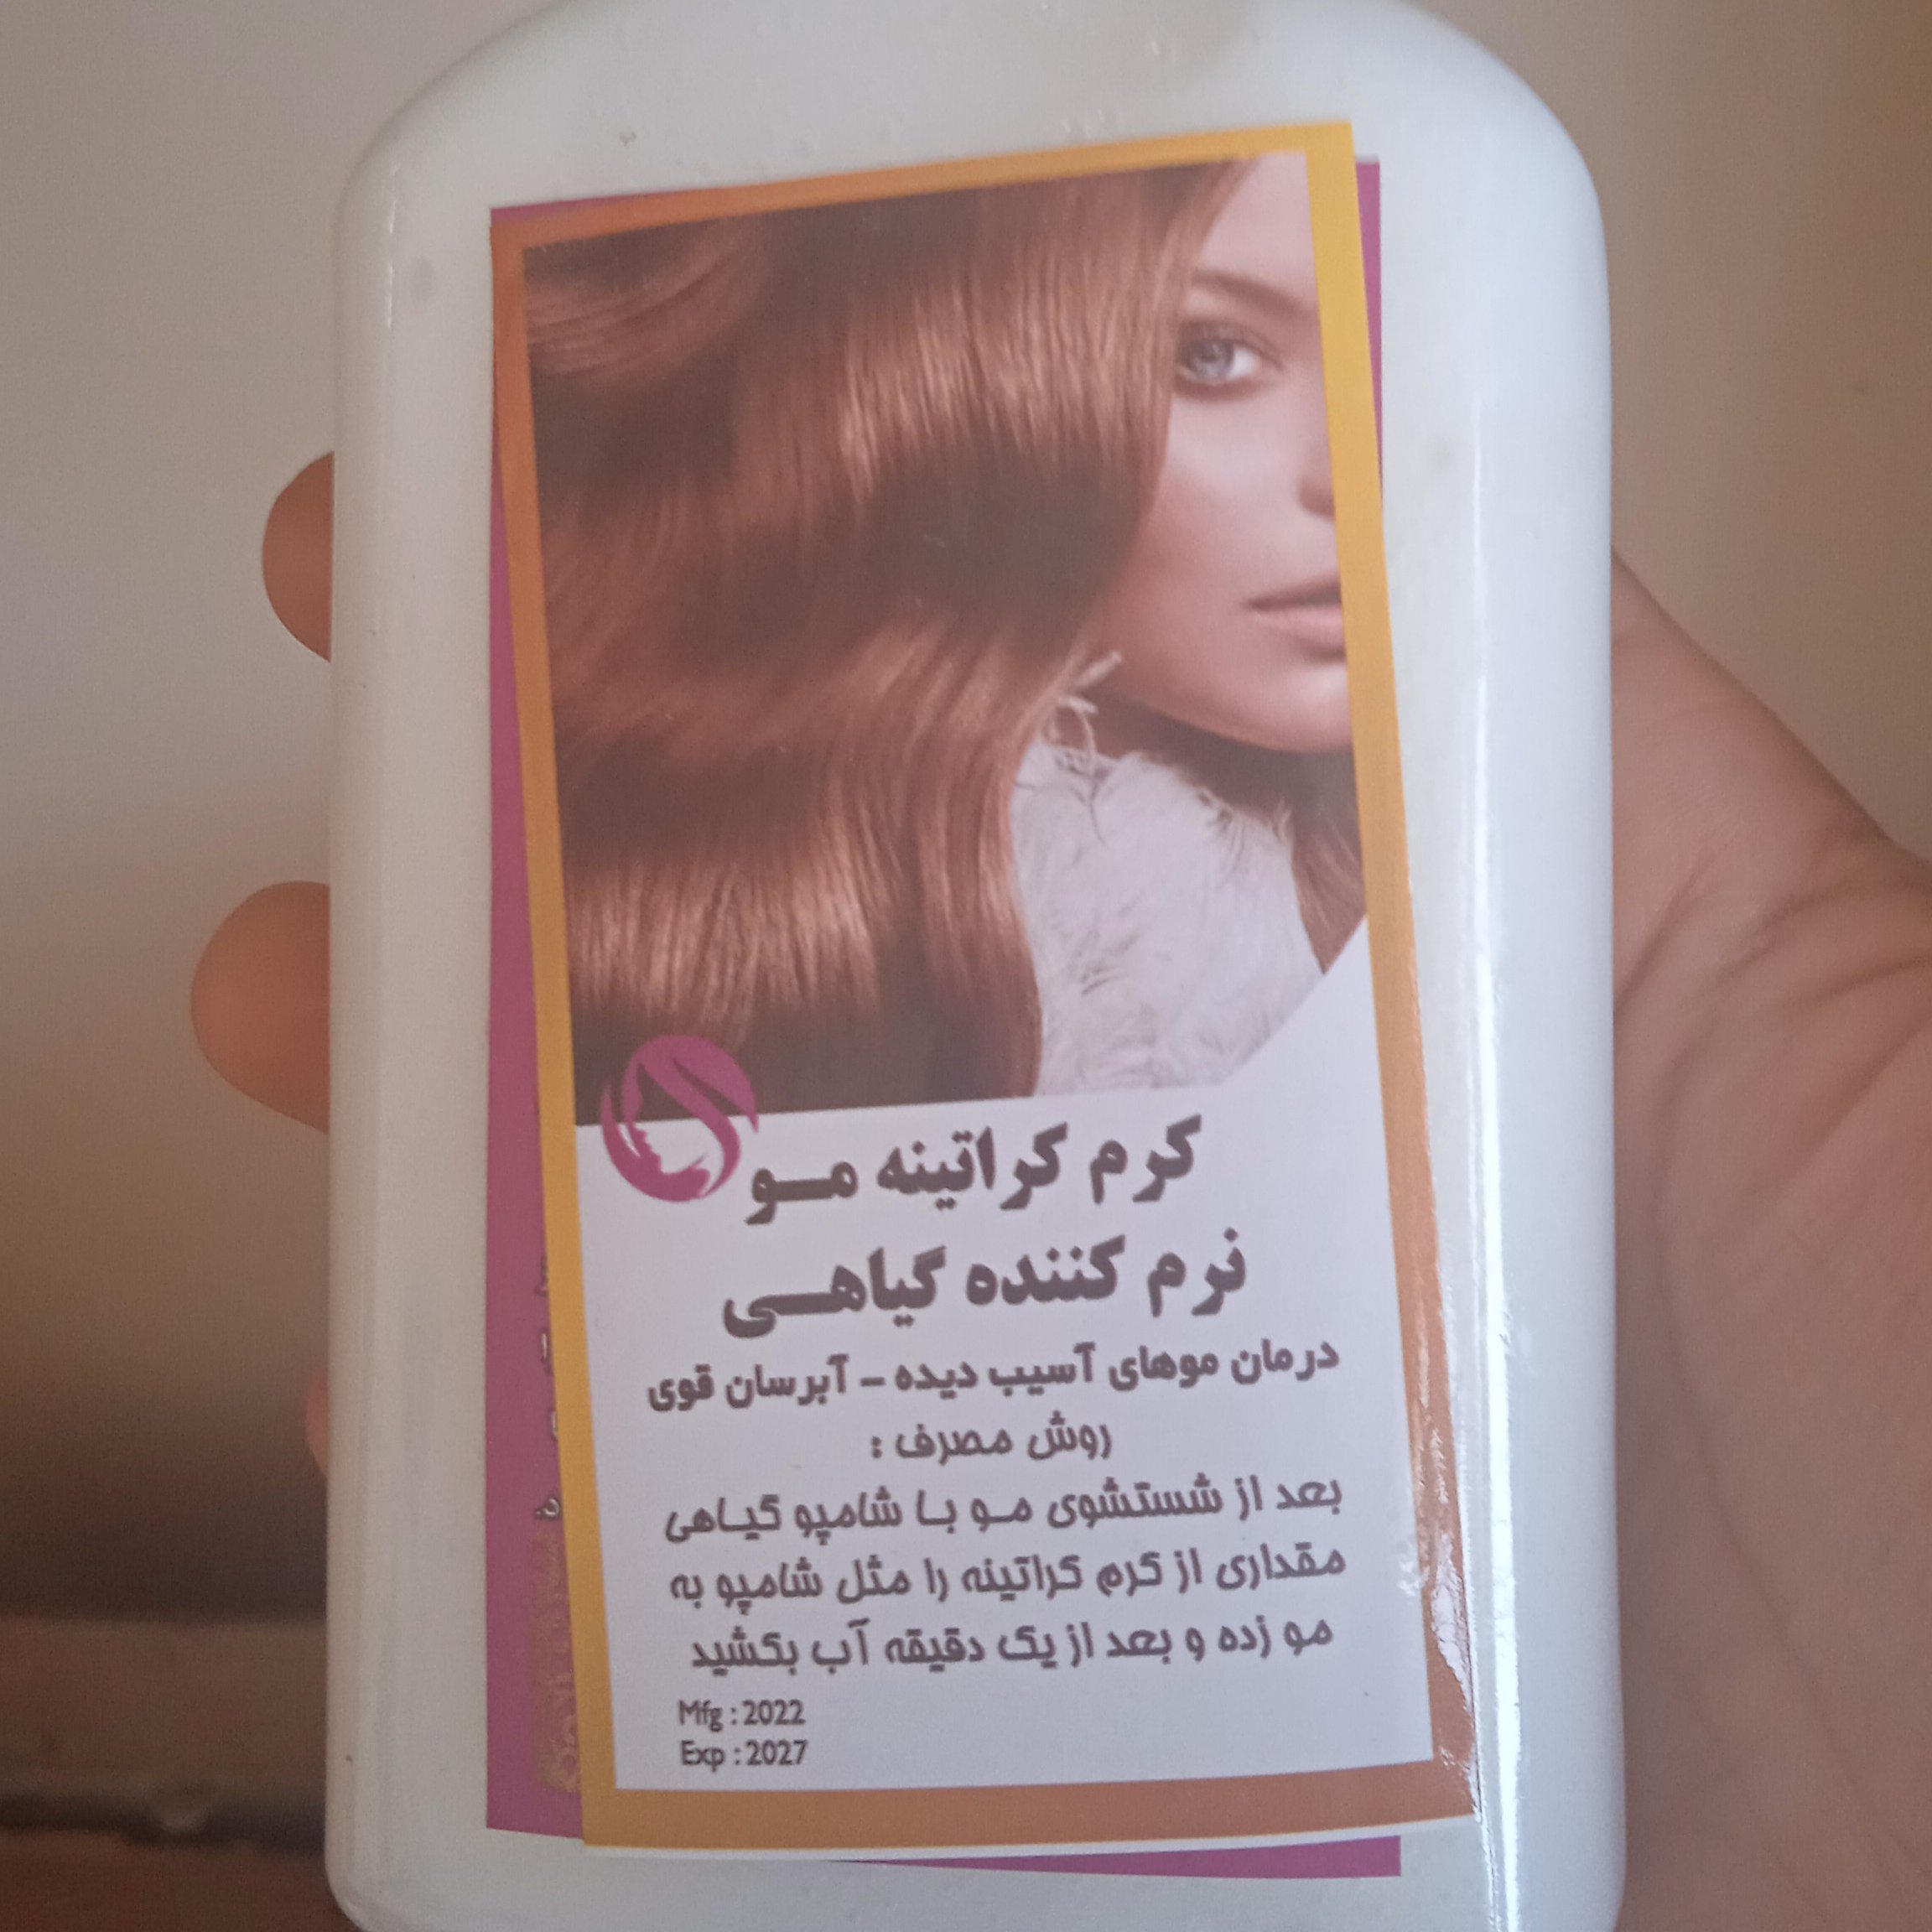 کرم کراتینه مو
نرم کننده گیاهی
درمان موهای آسیب دیده - آبرسان قوی
روش مصرف :
بعد از شستشوی مو با شامپو گیاهی
مقداری از کرم کراتینه را مثل شامپو به
مو زده و بعد از یک دقیقه آب بکشید
Mfg : 2022
Exp : 2027